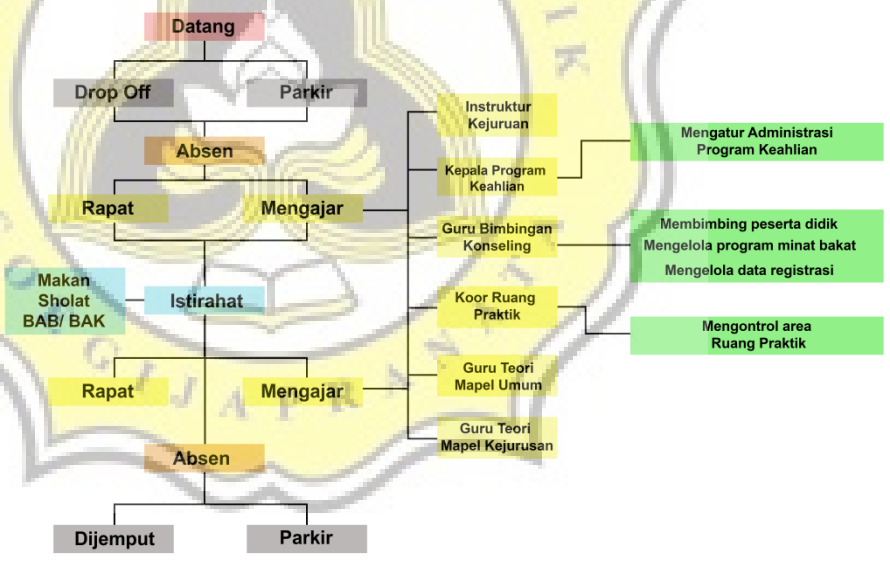 Datang
Drop Off
Parkir
Absen
Rapat
Mengajar
Instruktur
Kejuruan
Kepala Program
Keahlian
Mengatur Administrasi
Program Keahlian
Guru Bimbingan
Konseling
Membimbing peserta didik
Mengelola program minat bakat
Mengelola data registrasi
Makan
Sholat
BAB/ BAK
Istirahat
Koor Ruang
Praktik
Mengontrol area
Ruang Praktik
Rapat
Mengajar
Guru Teori
Mapel Umum
Guru Teori
Mapel Kejurusan
Absen
Dijemput
Parkir